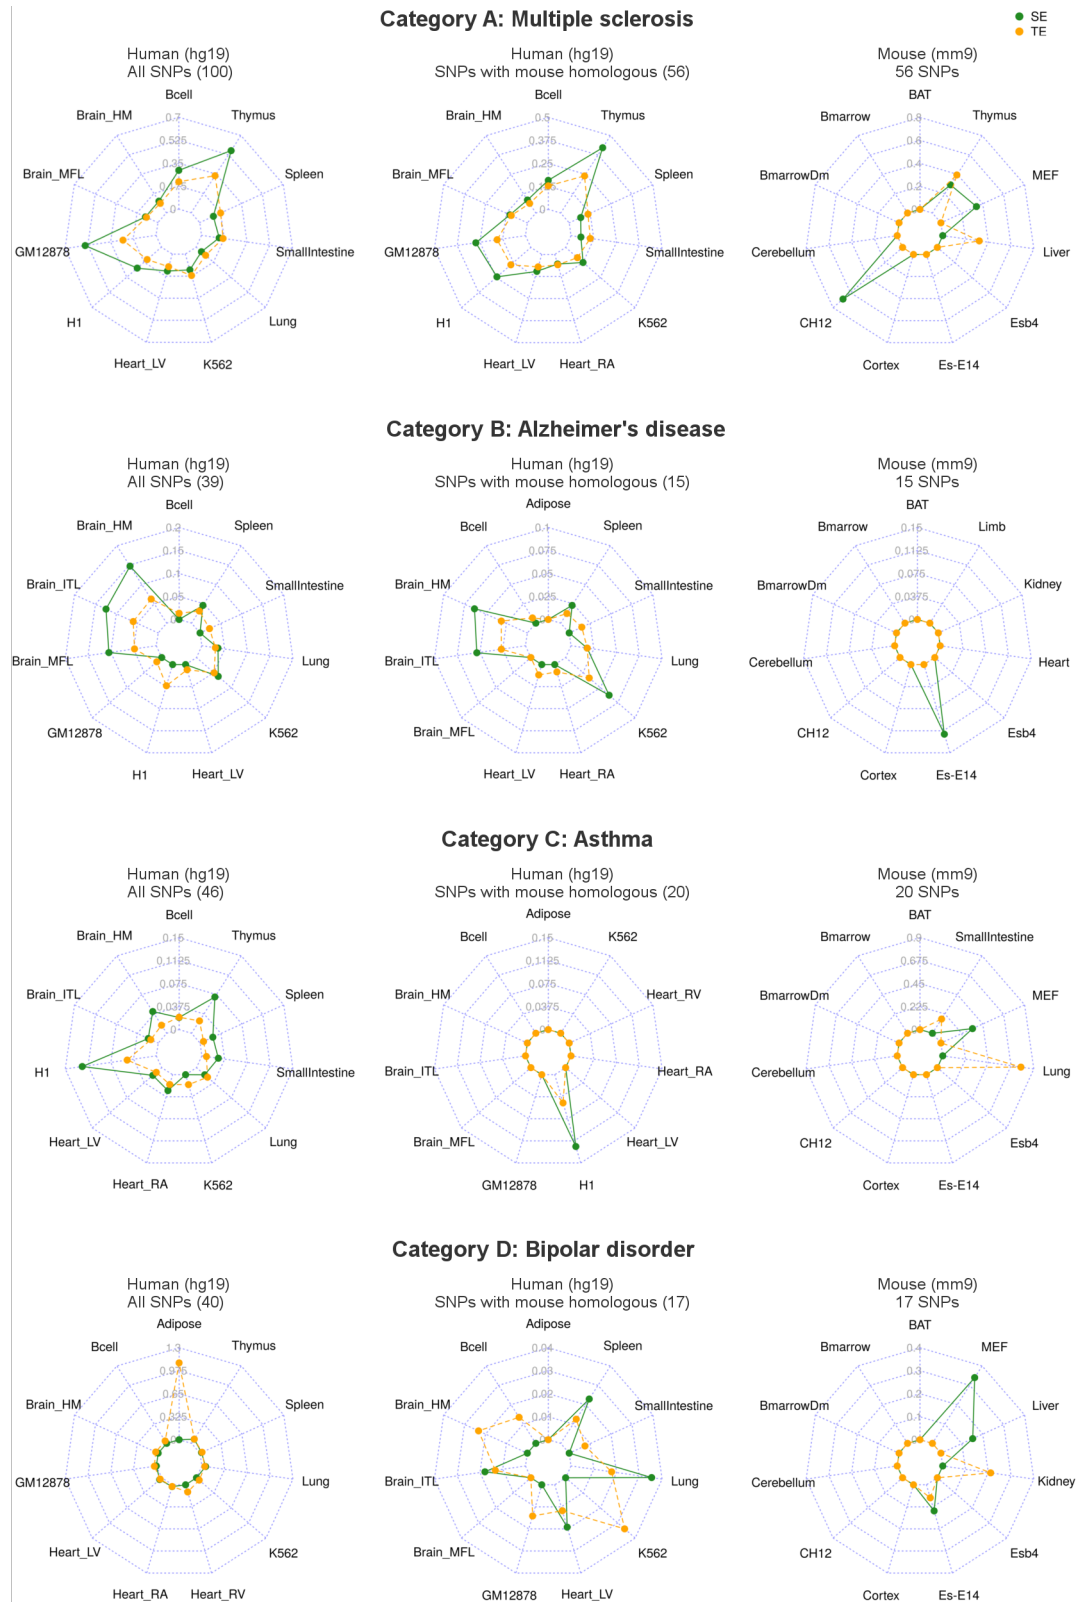 Category A: Multiple sclerosis
SE
TE
Human (hg19)
All SNPs (100)
Bcell
Thymus
Spleen
SmallIntestine
Lung
K562
Heart_LV
H1
GM12878
Brain_MFL
Brain_HM
0.7
0.525
0.35
0
Human (hg19)
SNPs with mouse homologous (56)
Bcell
Thymus
Spleen
SmallIntestine
K562
Heart_RA
Heart_LV
H1
GM12878
Brain_MFL
Brain_HM
0.5
0.375
0.25
0.125
0
Mouse (mm9)
56 SNPs
BAT
Thymus
MEF
Liver
Esb4
Es-E14
Cortex
CH12
Cerebellum
BmarrowDm
Bmarrow
0.8
0.6
0.4
0.2
0
Category B: Alzheimer's disease
Human (hg19)
All SNPs (39)
Bcell
Spleen
SmallIntestine
Lung
K562
Heart_LV
H1
GM12878
Brain_MFL
Brain_ITL
Brain_HM
0.2
0.15
0.1
0.05
0
Human (hg19)
SNPs with mouse homologous (15)
Adipose
Spleen
SmallIntestine
Lung
K562
Heart_RA
Heart_LV
Brain_MFL
Brain_ITL
Brain_HM
Bcell
0.1
0.075
0.05
0.025
0
Mouse (mm9)
15 SNPs
BAT
Limb
Kidney
Heart
Esb4
Es-E14
Cortex
CH12
Cerebellum
BmarrowDm
Bmarrow
0.15
0.1125
0.075
0.0375
0
Category C: Asthma
Human (hg19)
All SNPs (46)
Bcell
Thymus
Spleen
SmallIntestine
Lung
K562
Heart_RA
Heart_LV
H1
Brain_ITL
Brain_HM
0.15
0.1125
0.075
0.0375
0
Human (hg19)
SNPs with mouse homologous (20)
Adipose
K562
Heart_RV
Heart_RA
Heart_LV
H1
GM12878
Brain_MFL
Brain_ITL
Brain_HM
Bcell
0.15
0.1125
0.075
0.0375
0
Mouse (mm9)
20 SNPs
BAT
SmallIntestine
MEF
Lung
Esb4
Es-E14
Cortex
CH12
Cerebellum
BmarrowDm
Bmarrow
0.9
0.675
0.45
0.225
0
Category D: Bipolar disorder
Human (hg19)
All SNPs (40)
Adipose
Thymus
Spleen
Lung
K562
Heart_RV
Heart_RA
Heart_LV
GM12878
Brain_HM
Bcell
1.3
0.975
0.65
0.325
0
Human (hg19)
SNPs with mouse homologous (17)
Adipose
Spleen
SmallIntestine
Lung
K562
Heart_LV
GM12878
Brain_MFL
Brain_ITL
Brain_HM
Bcell
0.04
0.03
0.02
0.01
0
Mouse (mm9)
17 SNPs
BAT
MEF
Liver
Kidney
Esb4
Es-E14
Cortex
CH12
Cerebellum
BmarrowDm
Bmarrow
0.4
0.3
0.2
0.1
0